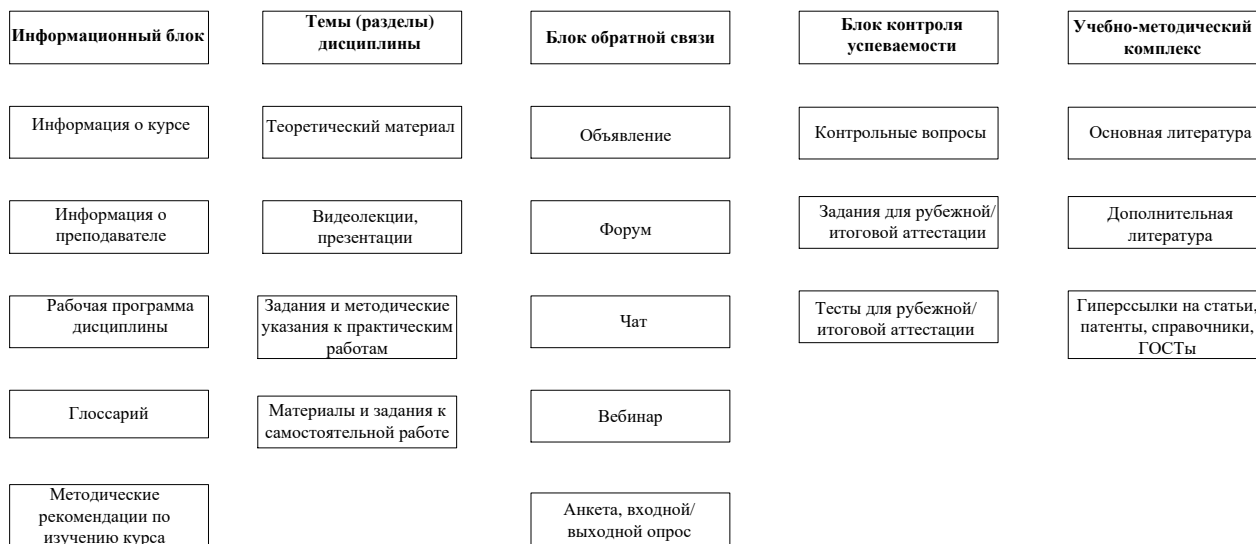 Информационный блок
Темы (разделы)
дисциплины
Блок обратной связи
Блок контроля
успеваемости
Учебно-методический
комплекс
Информация о курсе
Теоретический материал
Объявление
Контрольные вопросы
Основная литература
Информация о
преподавателе
Видеолекции,
презентации
Форум
Задания для рубежной/
итоговой аттестации
Дополнительная
литература
Рабочая программа
дисциплины
Задания и методические
указания к практическим
работам
Чат
Тесты для рубежной/
итоговой аттестации
Гиперссылки на статьи,
патенты, справочники,
ГОСТы
Глоссарий
Материалы и задания к
самостоятельной работе
Вебинар
Методические
рекомендации по
изучению курса
Анкета, входной/
выходной опрос